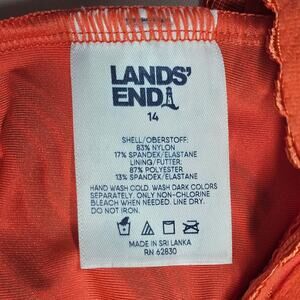 LANDS'
END
14
SHELL/OBERSTOFF:
83% NYLON
17% SPANDEX/ELASTANE
LINING/FUTTER:
87% POLYESTER
13% SPANDEX/ELASTANE
HAND WASH COLD. WASH DARK COLORS
SEPARATELY. ONLY NON-CHLORINE
BLEACH WHEN NEEDED. LINE DRY.
DO NOT IRON.
MADE IN SRI LANKA
RN 62830